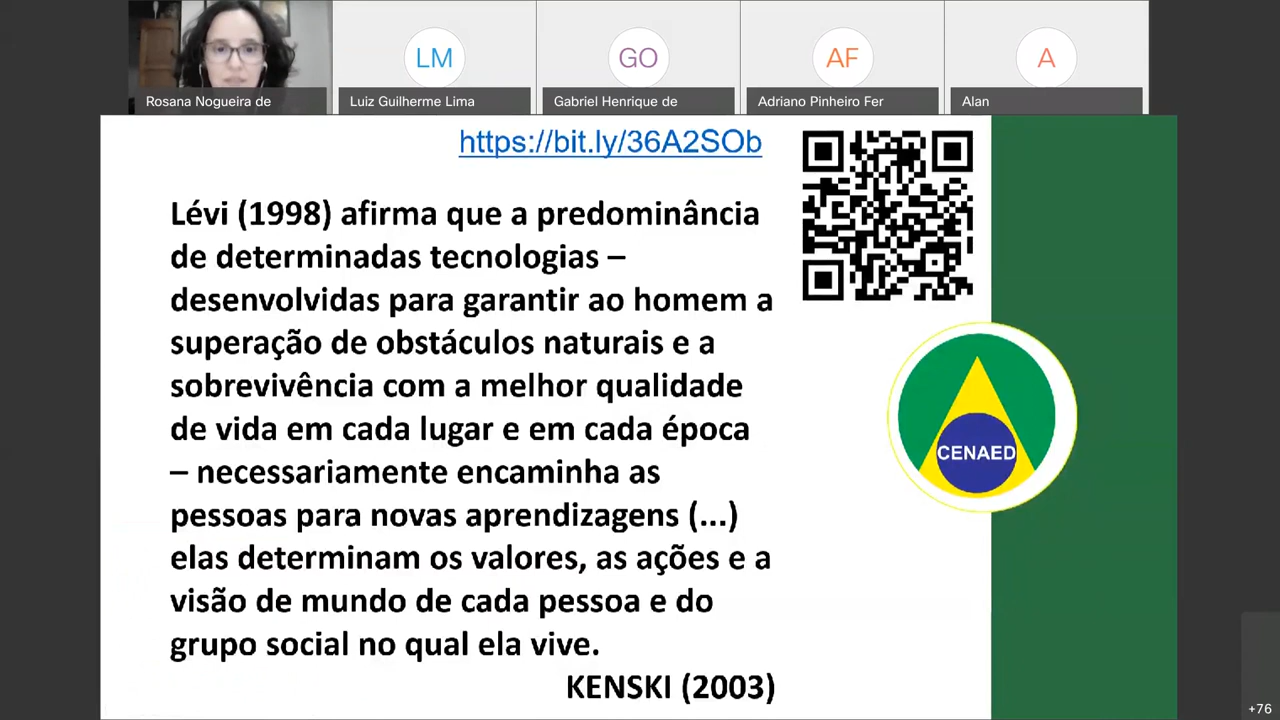 LM
GO
AF
A
Rosana Nogueira de
Luiz Guilherme Lima
Gabriel Henrique de
Adriano Pinheiro Fer
Alan
https://bit.ly/36A2SOb
Lévi (1998) afirma que a predominância
de determinadas tecnologias –
desenvolvidas para garantir ao homem a
superação de obstáculos naturais e a
sobrevivência com a melhor qualidade
de vida em cada lugar e em cada época
– necessariamente encaminha as
pessoas para novas aprendizagens (...)
elas determinam os valores, as ações e a
visão de mundo de cada pessoa e do
grupo social no qual ela vive.
KENSKI (2003)
CENAED
+76